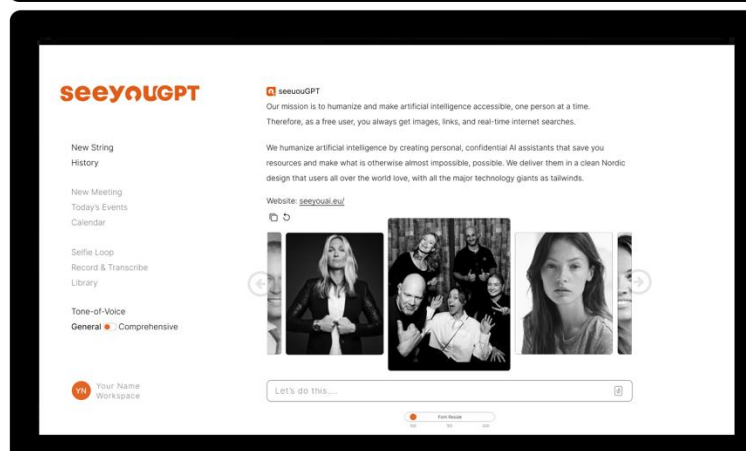 seeyouGPT
New String
History
New Meeting
Today's Events
Calendar
Selfie Loop
Record & Transcribe
Library
Tone-of-Voice
General Comprehensive
YN
Your Name
Workspace
seeuouGPT
Our mission is to humanize and make artificial intelligence accessible, one person at a time.
Therefore, as a free user, you always get images, links, and real-time internet searches.
We humanize artificial intelligence by creating personal, confidential AI assistants that save you
resources and make what is otherwise almost impossible, possible. We deliver them in a clean Nordic
design that users all over the world love, with all the major technology giants as tailwinds.
Website: seeyouai.eu/
Let's do this....
Font Resize